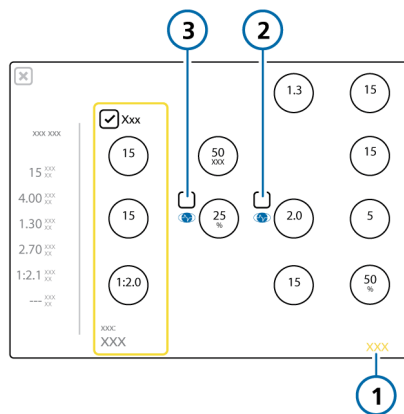 3
2
1.3
15
Xxx
xxx xxx
15
50
xxx
15
15 xxx
xx
4.00 xxx
xx
15
25
%
2.0
5
1.30 xxx
xx
2.70 xxx
xx
1:2.1 xxx
xx
1:2.0
15
50
%
--- xxx
xx
xxx:
XXX
XXX
1